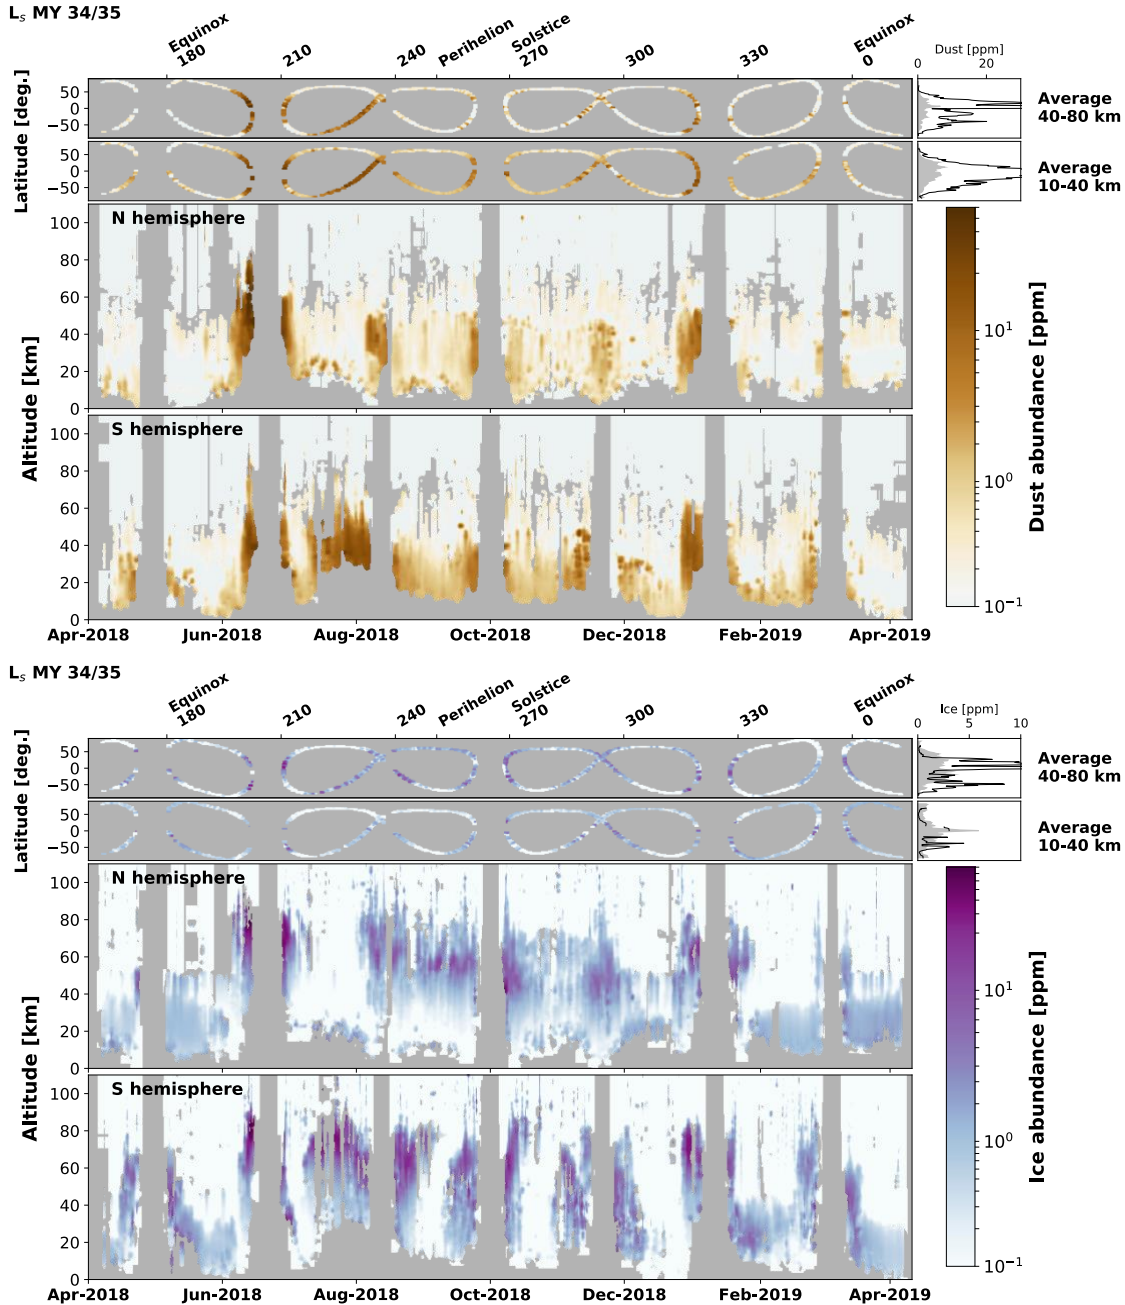 Lₛ MY 34/35
Equinox Perihelion Solstice Equinox
180 210 240 270 300 330 0
Dust [ppm]
0 20
Latitude [deg.]
50
0
−50
Average
40-80 km
50
0
−50
Average
10-40 km
N hemisphere
100
80
60
40
20
0
Altitude [km]
S hemisphere
100
80
60
40
20
0
Apr-2018 Jun-2018 Aug-2018 Oct-2018 Dec-2018 Feb-2019 Apr-2019
Dust abundance [ppm]
10¹
10⁰
10⁻¹
Lₛ MY 34/35
Equinox Perihelion Solstice Equinox
180 210 240 270 300 330 0
Ice [ppm]
0 5 10
Latitude [deg.]
50
0
−50
Average
40-80 km
50
0
−50
Average
10-40 km
N hemisphere
100
80
60
40
20
0
Altitude [km]
S hemisphere
100
80
60
40
20
0
Apr-2018 Jun-2018 Aug-2018 Oct-2018 Dec-2018 Feb-2019 Apr-2019
Ice abundance [ppm]
10¹
10⁰
10⁻¹